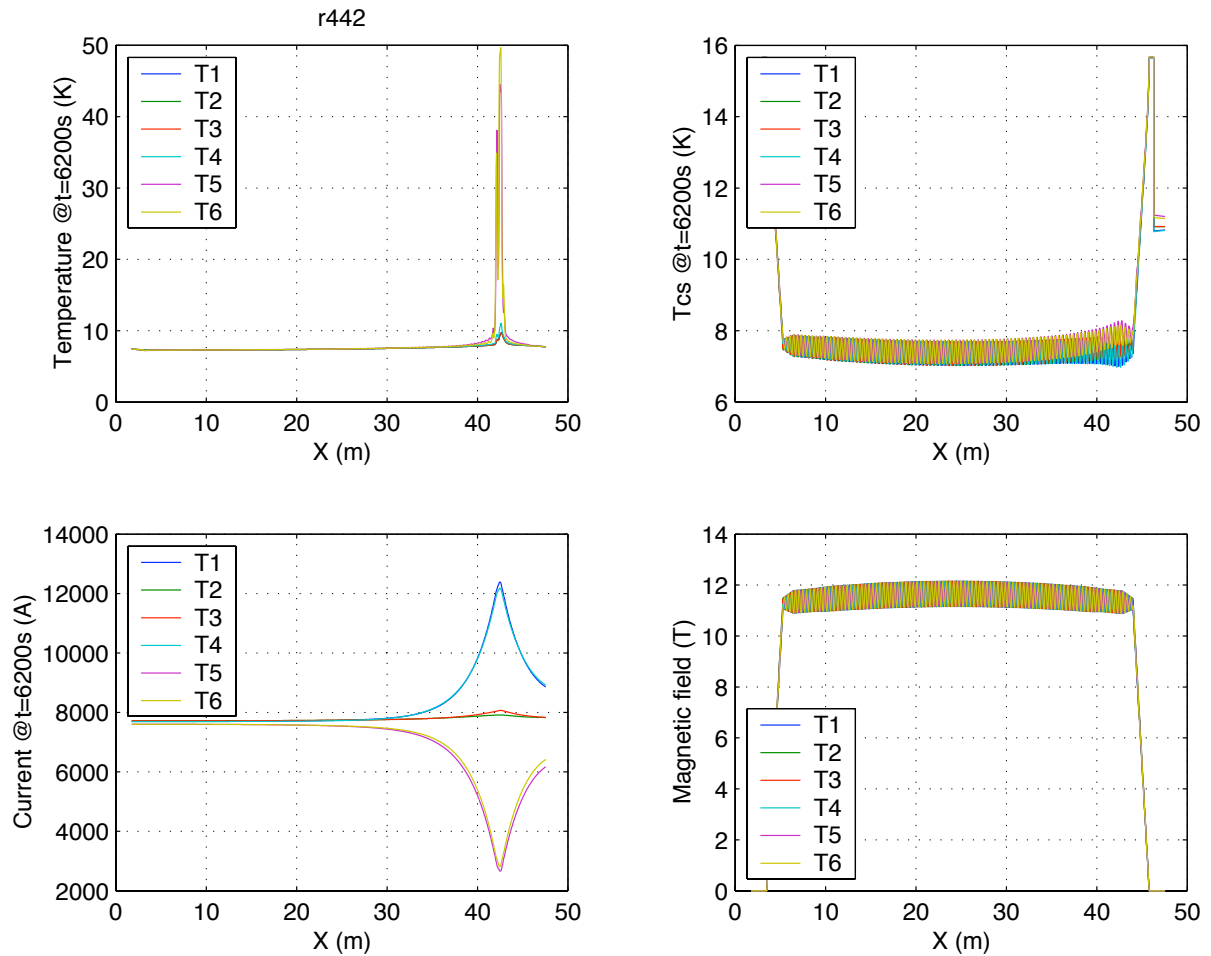 r442
Temperature @t=6200s (K)
50
40
30
20
10
0
T1
T2
T3
T4
T5
T6
0 10 20 30 40 50
X (m)
Tcs @t=6200s (K)
16
14
12
10
8
6
T1
T2
T3
T4
T5
T6
0 10 20 30 40 50
X (m)
Current @t=6200s (A)
14000
12000
10000
8000
6000
4000
2000
T1
T2
T3
T4
T5
T6
0 10 20 30 40 50
X (m)
Magnetic field (T)
14
12
10
8
6
4
2
0
T1
T2
T3
T4
T5
T6
0 10 20 30 40 50
X (m)